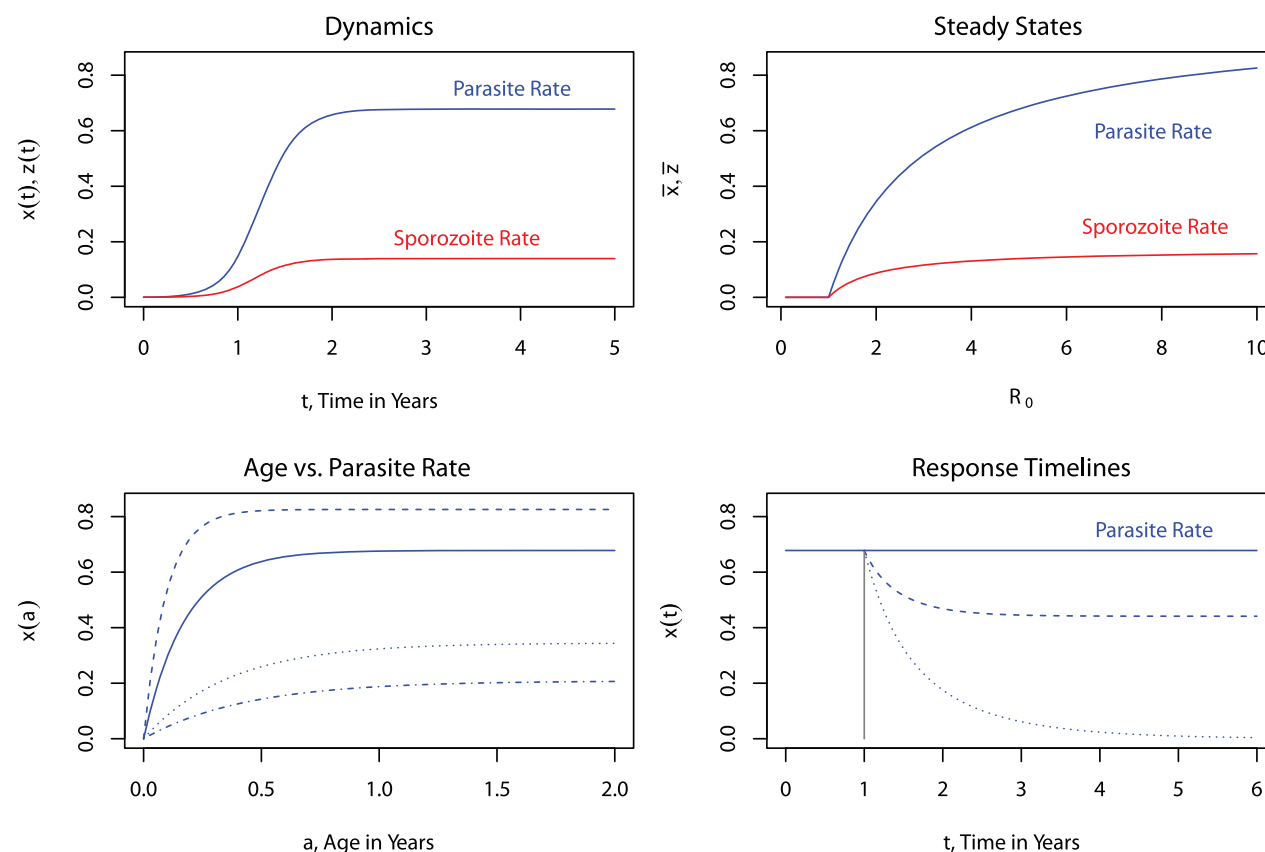 Dynamics
x(t), z(t)
0.0 0.2 0.4 0.6 0.8
Parasite Rate
Sporozoite Rate
0 1 2 3 4 5
t, Time in Years
Steady States
x̅, z̅
0.0 0.2 0.4 0.6 0.8
Parasite Rate
Sporozoite Rate
0 2 4 6 8 10
R₀
Age vs. Parasite Rate
x(a)
0.0 0.2 0.4 0.6 0.8
0.0 0.5 1.0 1.5 2.0
a, Age in Years
Response Timelines
x(t)
0.0 0.2 0.4 0.6 0.8
Parasite Rate
0 1 2 3 4 5 6
t, Time in Years